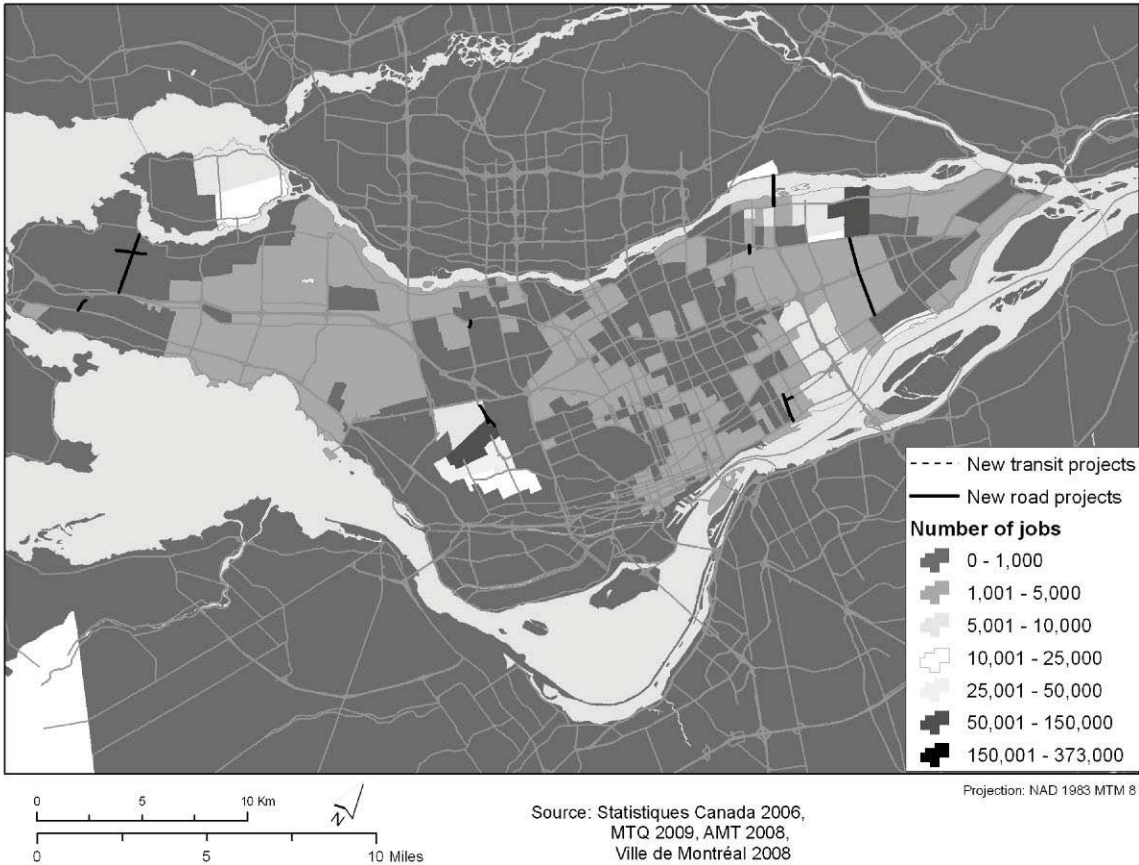 New transit projects
New road projects
Number of jobs
0 - 1,000
1,001 - 5,000
5,001 - 10,000
10,001 - 25,000
25,001 - 50,000
50,001 - 150,000
150,001 - 373,000
Projection: NAD 1983 MTM 8
0 5 10 Km
0 5 10 Miles
N
Source: Statistiques Canada 2006,
MTQ 2009, AMT 2008,
Ville de Montréal 2008